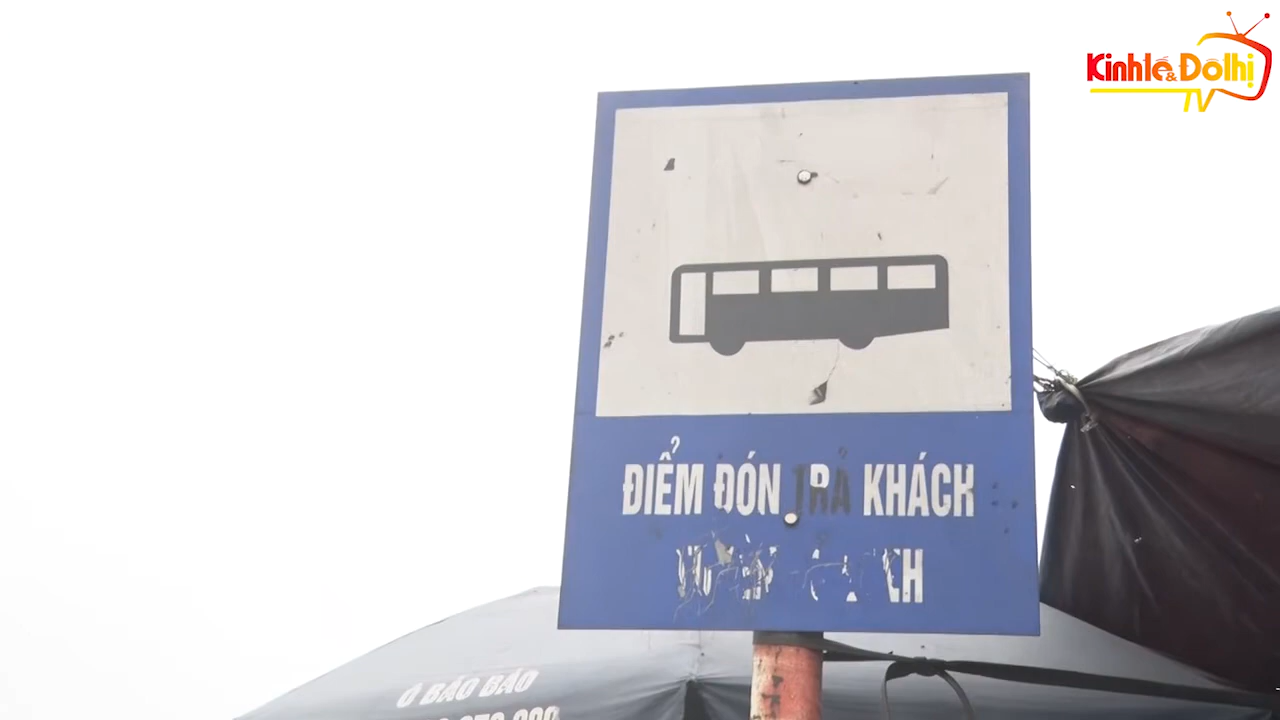 Kinhtế & Đôthị
TV
ĐIỂM ĐÓN TRẢ KHÁCH
Ô BẢO BẢO